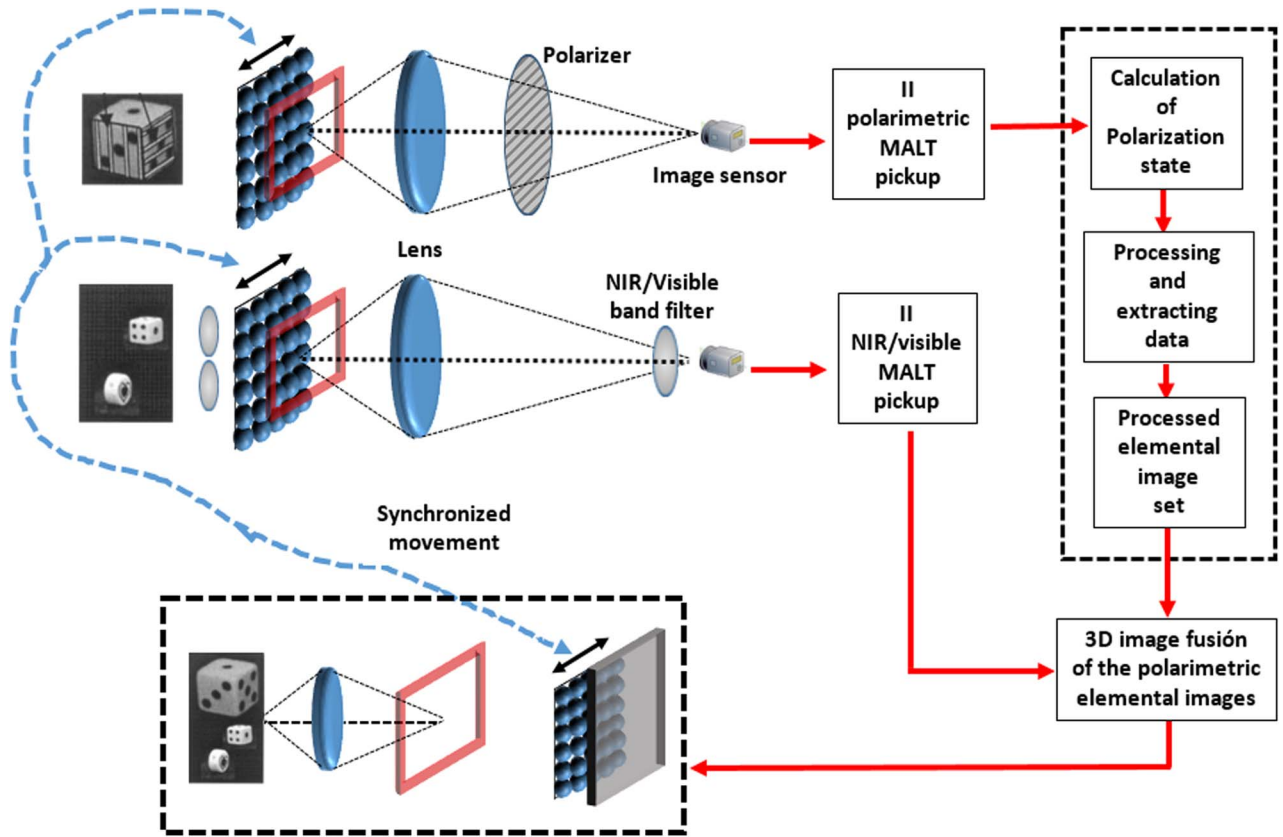 Polarizer
Image sensor
II
polarimetric
MALT
pickup
Calculation
of
Polarization
state
Lens
NIR/Visible
band filter
II
NIR/visible
MALT
pickup
Processing
and
extracting
data
Processed
elemental
image
set
Synchronized
movement
3D image fusión
of the polarimetric
elemental images